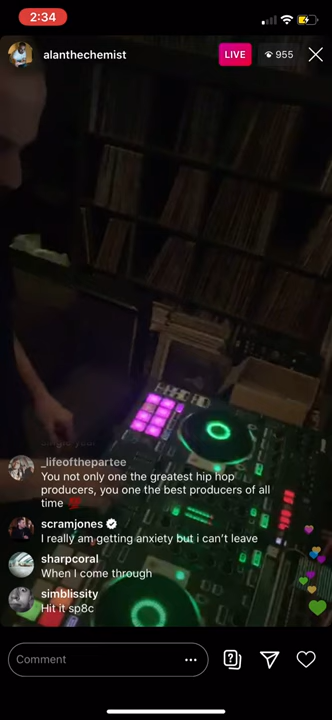 2:34
alanthechemist
LIVE
955
_lifeofthepartee
You not only one the greatest hip hop
producers, you one the best producers of all
time
scramjones
I really am getting anxiety but i can't leave
sharpcoral
When I come through
simblissity
Hit it sp8c
Comment